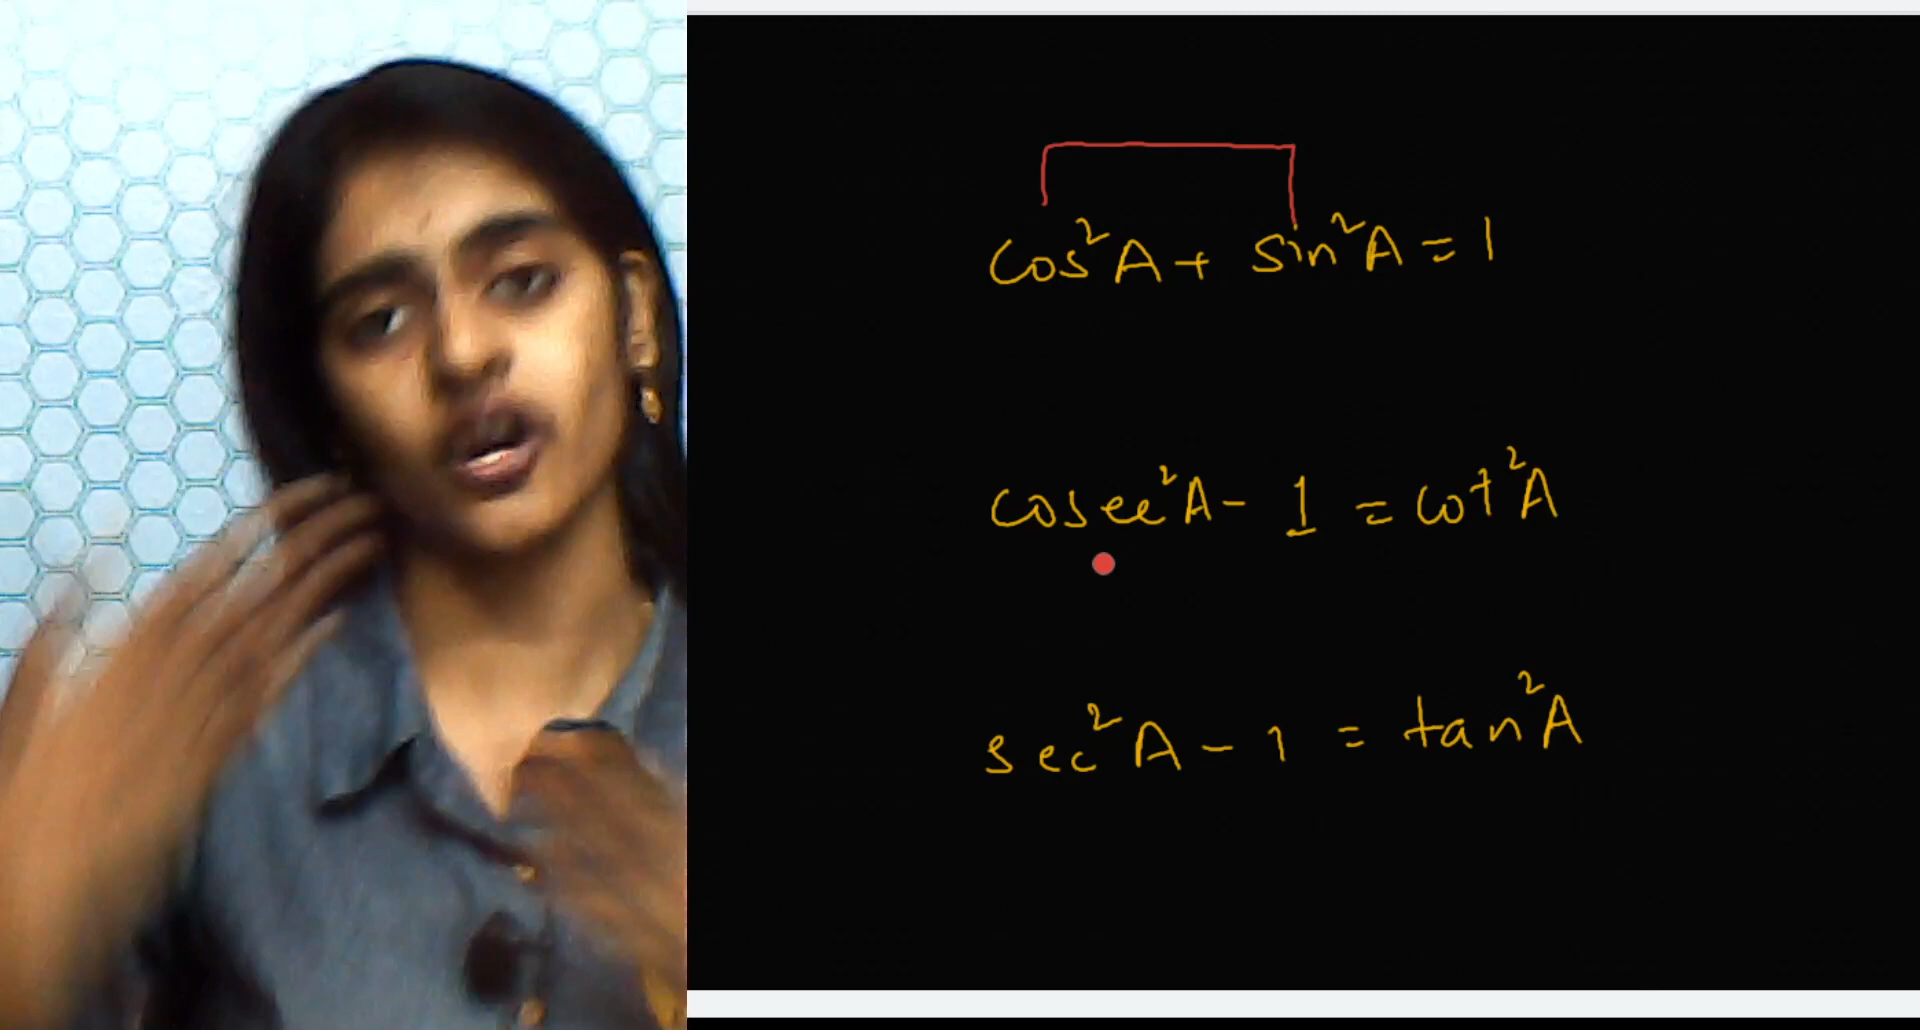 cos²A + sin²A = 1
cosec²A - 1 = cot²A
sec²A - 1 = tan²A